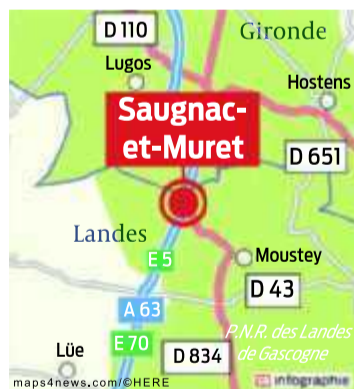 D 110
Gironde
Lugos
Hostens
Saugnac-
et-Muret
D 651
Landes
E 5
Moustey
D 43
A 63
P.N.R. des Landes
de Gascogne
E 70
Lüe
D 834
maps4news.com/©HERE
infographie